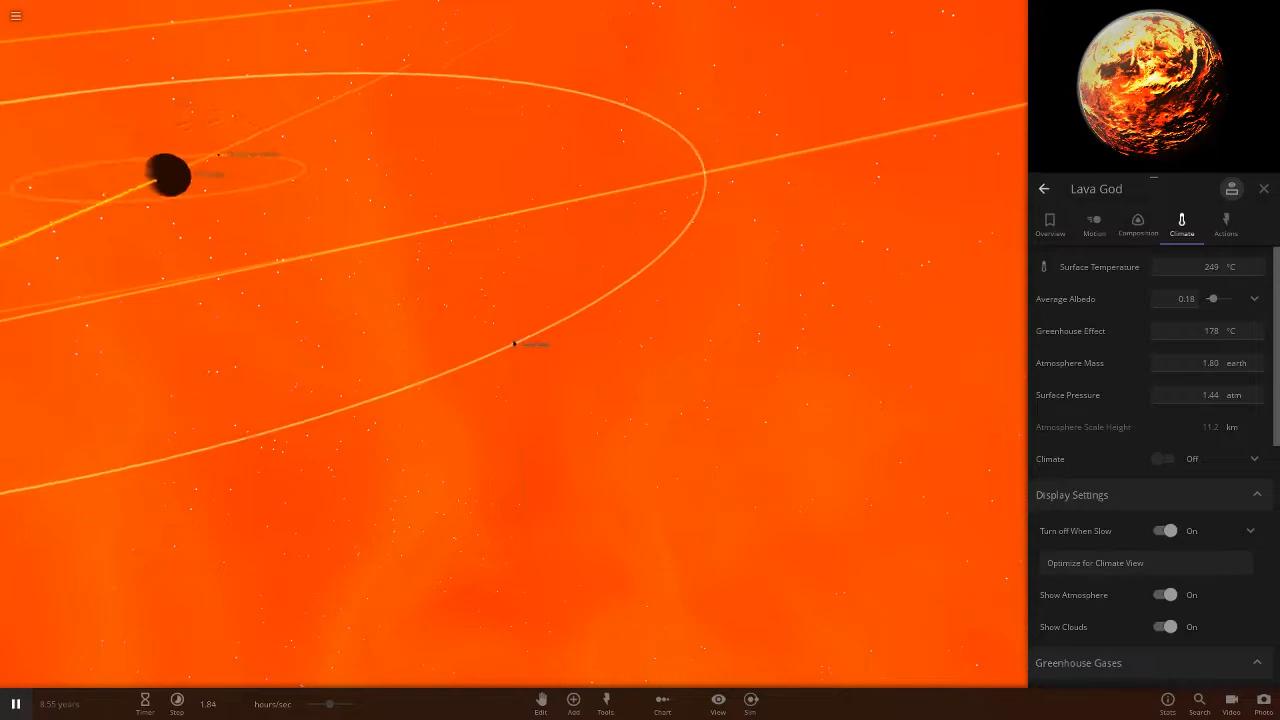 Lava God
Overview
Motion
Composition
Climate
Actions
Surface Temperature 249 °C
Average Albedo 0.18
Greenhouse Effect 178 °C
Atmosphere Mass 1.80 earth
Surface Pressure 1.44 atm
Atmosphere Scale Height 11.2 km
Climate Off
Display Settings
Turn off When Slow On
Optimize for Climate View
Show Atmosphere On
Show Clouds On
Greenhouse Gases
8.55 years
Timer
Step
1.84 hours/sec
Edit
Add
Tools
Chart
View
Sim
Stats
Search
Video
Photo